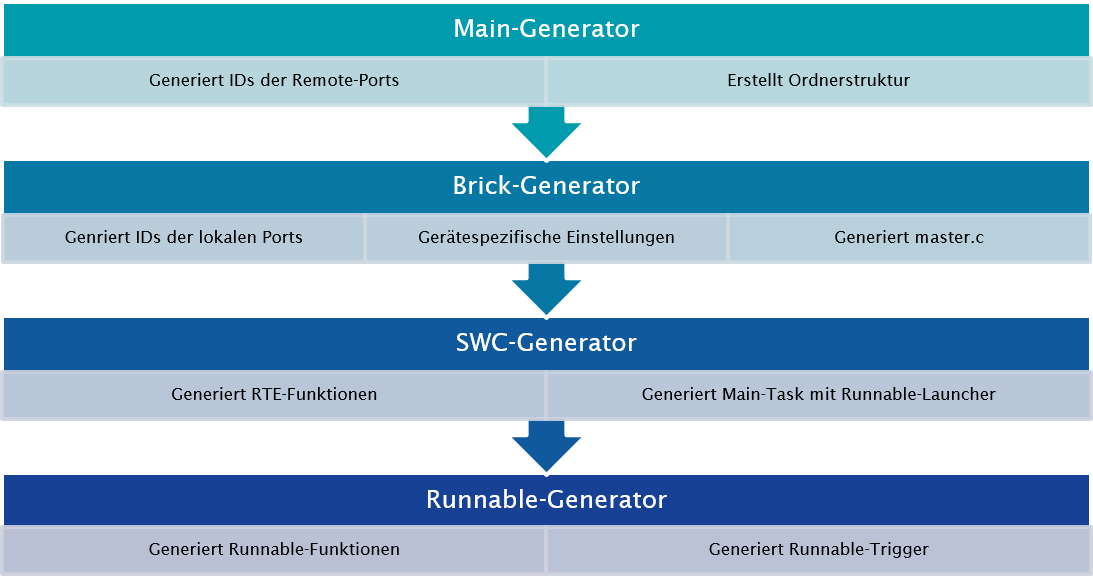 Main-Generator
Generiert IDs der Remote-Ports
Erstellt Ordnerstruktur
Brick-Generator
Genriert IDs der lokalen Ports
Gerätespezifische Einstellungen
Generiert master.c
SWC-Generator
Generiert RTE-Funktionen
Generiert Main-Task mit Runnable-Launcher
Runnable-Generator
Generiert Runnable-Funktionen
Generiert Runnable-Trigger